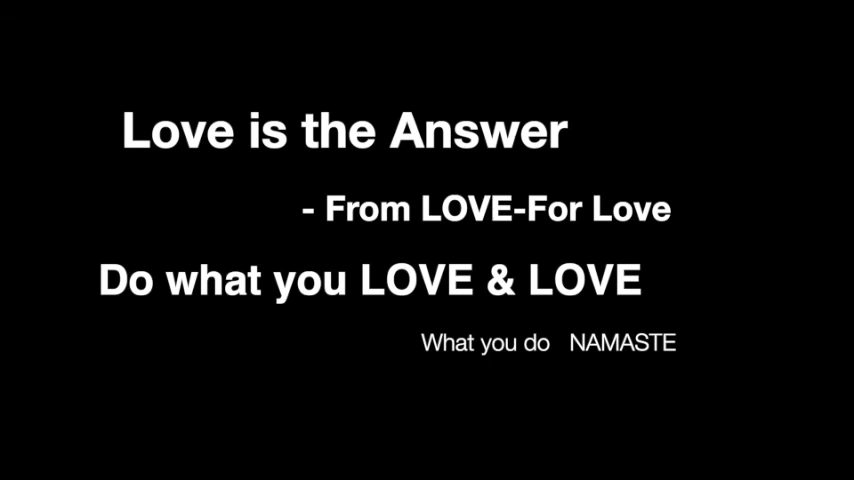 Love is the Answer
- From LOVE-For Love
Do what you LOVE & LOVE
What you do NAMASTE